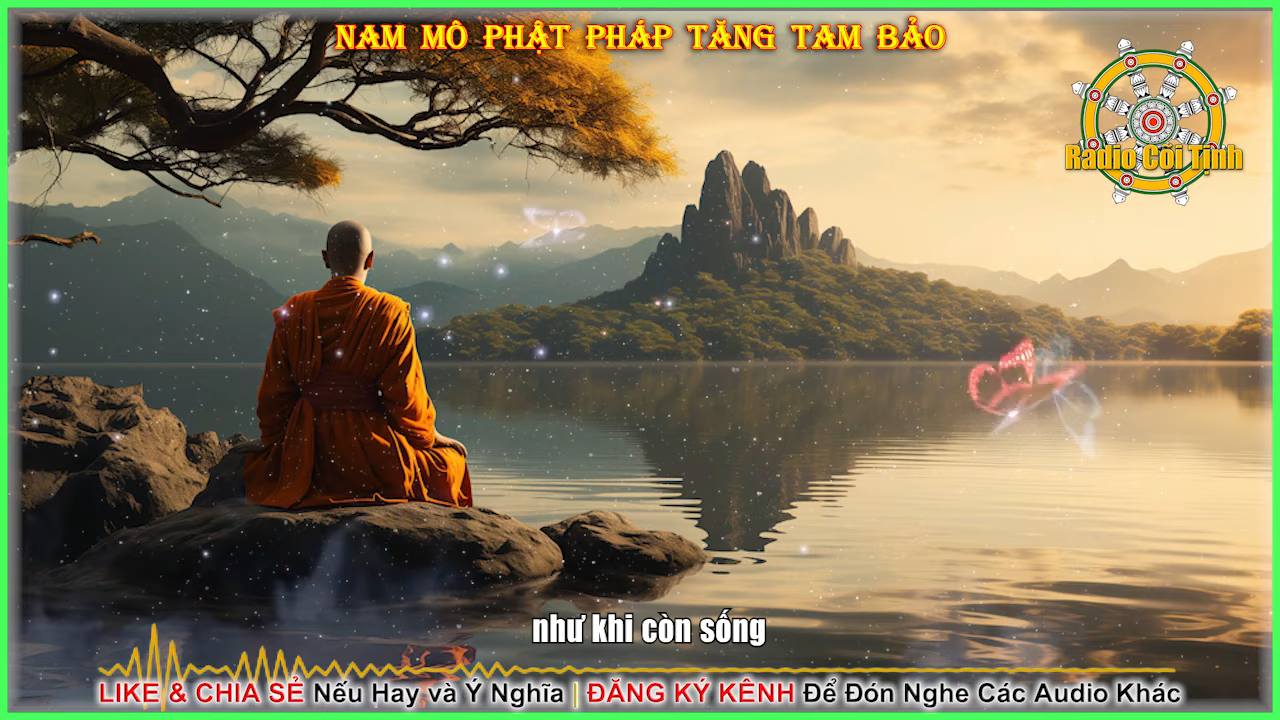 NAM MÔ PHẬT PHÁP TĂNG TAM BẢO
Radio Cõi Tịnh
như khi còn sống
LIKE & CHIA SẺ Nếu Hay và Ý Nghĩa | ĐĂNG KÝ KÊNH Để Đón Nghe Các Audio Khác